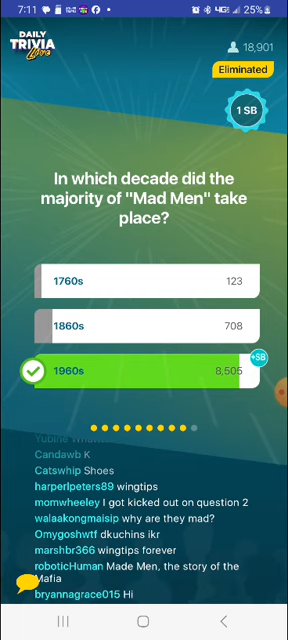 7:11
4G
25%
DAILY
TRIVIA
Live
18,901
Eliminated
1 SB
In which decade did the
majority of "Mad Men" take
place?
1760s 123
1860s 708
+SB
1960s 8,505
Candawb K
Catswhip Shoes
harperlpeters89 wingtips
momwheeley I got kicked out on question 2
walaakongmaisip why are they mad?
Omygoshwtf dkuchins ikr
marshbr366 wingtips forever
roboticHuman Made Men, the story of the
Mafia
bryannagrace015 Hi